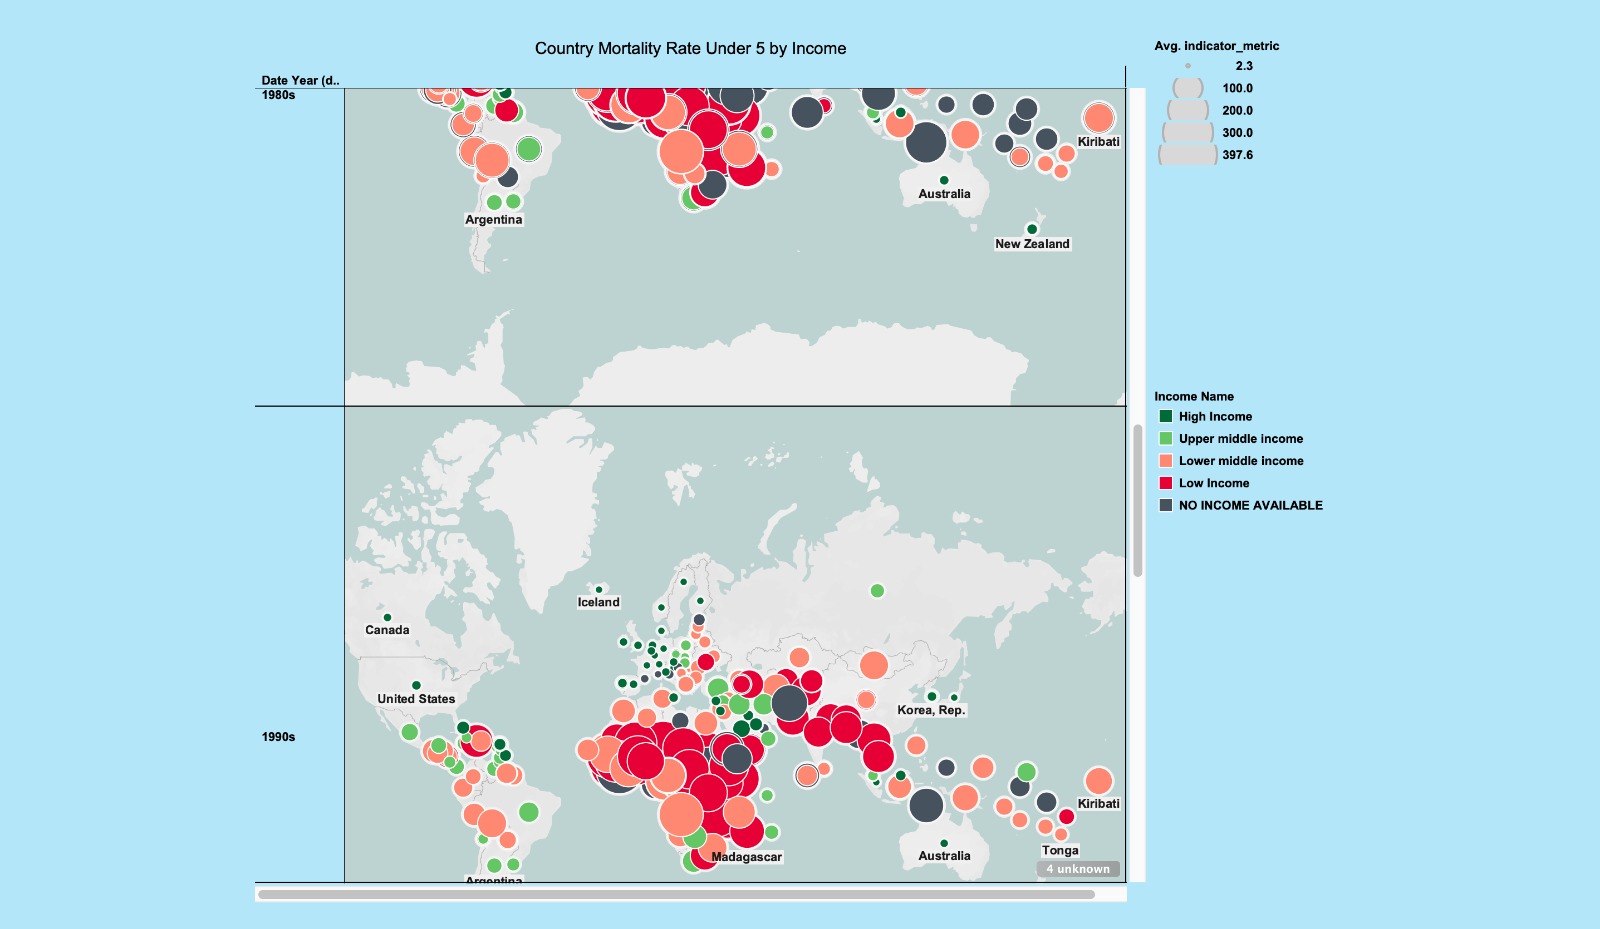 Country Mortality Rate Under 5 by Income
Avg. indicator_metric
2.3
100.0
200.0
300.0
397.6
Date Year (d..
1980s
Kiribati
Australia
Argentina
New Zealand
Income Name
High Income
Upper middle income
Lower middle income
Low Income
NO INCOME AVAILABLE
1990s
Iceland
Canada
United States
Korea, Rep.
Kiribati
Tonga
Madagascar
Australia
4 unknown
Argentina